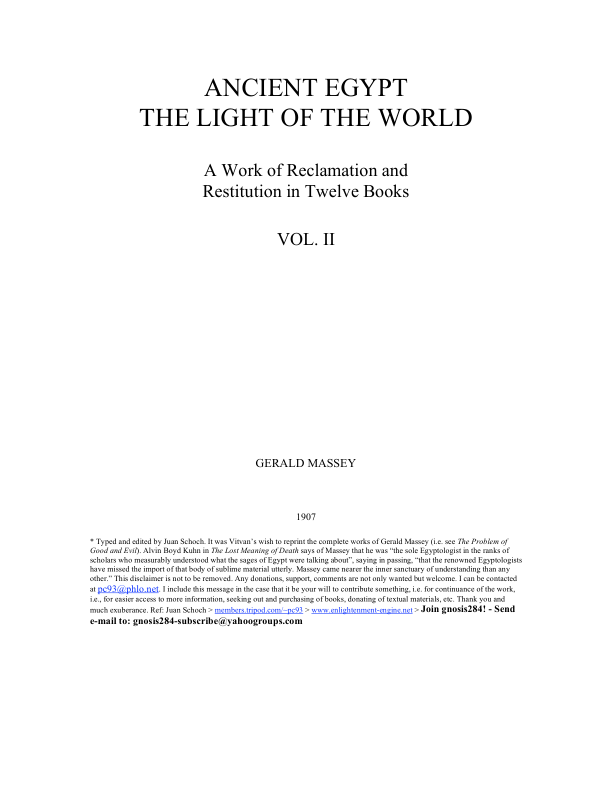 ANCIENT EGYPT
THE LIGHT OF THE WORLD
A Work of Reclamation and
Restitution in Twelve Books
VOL. II
GERALD MASSEY
1907
* Typed and edited by Juan Schoch. It was Vitvan’s wish to reprint the complete works of Gerald Massey (i.e. see The Problem of
Good and Evil). Alvin Boyd Kuhn in The Lost Meaning of Death says of Massey that he was “the sole Egyptologist in the ranks of
scholars who measurably understood what the sages of Egypt were talking about”, saying in passing, “that the renowned Egyptologists
have missed the import of that body of sublime material utterly. Massey came nearer the inner sanctuary of understanding than any
other.” This disclaimer is not to be removed. Any donations, support, comments are not only wanted but welcome. I can be contacted
at pc93@phlo.net. I include this message in the case that it be your will to contribute something, i.e. for continuance of the work,
i.e., for easier access to more information, seeking out and purchasing of books, donating of textual materials, etc. Thank you and
much exuberance. Ref: Juan Schoch > members.tripod.com/~pc93 > www.enlightenment-engine.net > Join gnosis284! - Send
e-mail to: gnosis284-subscribe@yahoogroups.com